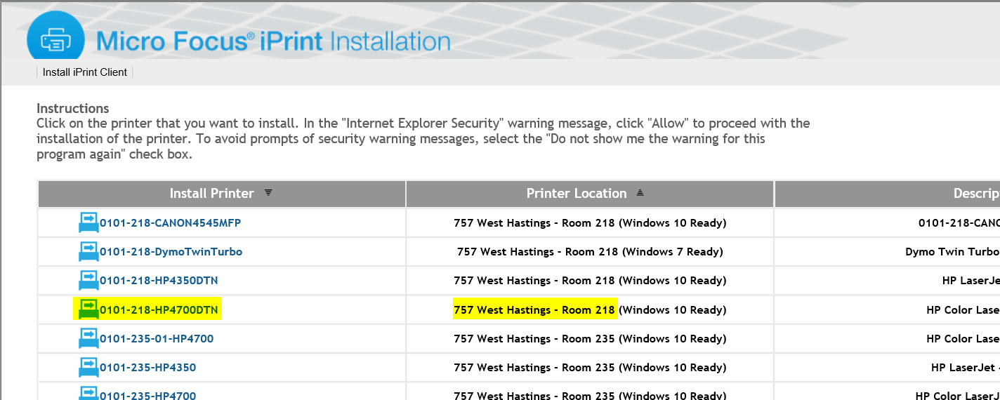 Micro Focus® iPrint Installation
Install iPrint Client
Instructions
Click on the printer that you want to install. In the "Internet Explorer Security" warning message, click "Allow" to proceed with the
installation of the printer. To avoid prompts of security warning messages, select the "Do not show me the warning for this
program again" check box.
Install Printer Printer Location Descrip
0101-218-CANON4545MFP 757 West Hastings - Room 218 (Windows 10 Ready) 0101-218-CANO
0101-218-DymoTwinTurbo 757 West Hastings - Room 218 (Windows 7 Ready) Dymo Twin Turbo
0101-218-HP4350DTN 757 West Hastings - Room 218 (Windows 10 Ready) HP LaserJe
0101-218-HP4700DTN 757 West Hastings - Room 218 (Windows 10 Ready) HP Color Lase
0101-235-01-HP4700 757 West Hastings - Room 235 (Windows 10 Ready) HP Color Lase
0101-235-HP4350 757 West Hastings - Room 235 (Windows 10 Ready) HP LaserJet
0101-235-HP4700 757 West Hastings - Room 235 (Windows 10 Ready) HP Color LaserJ